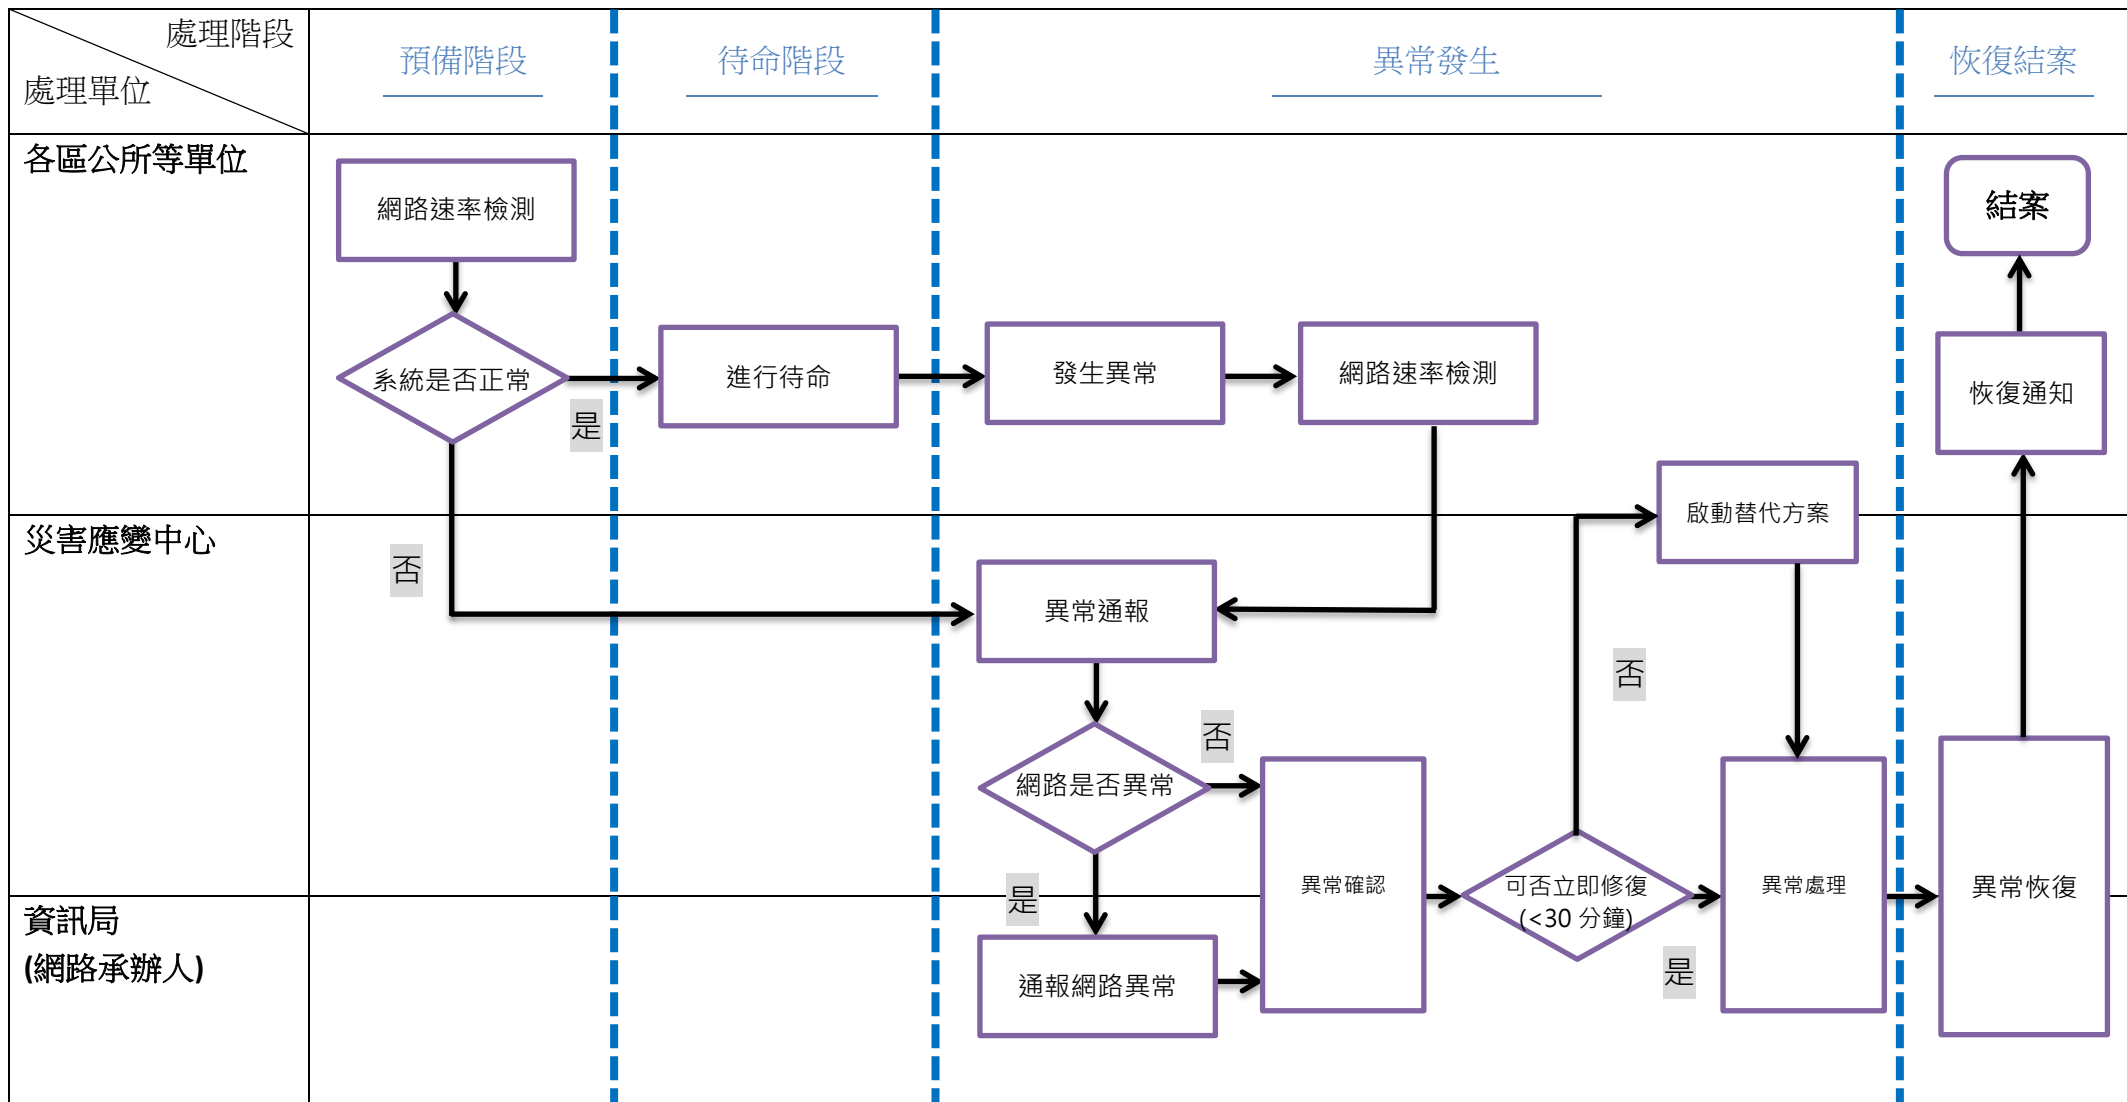 處理階段
處理單位
預備階段
待命階段
異常發生
恢復結案
各區公所等單位
網路速率檢測
結案
系統是否正常
是
進行待命
發生異常
網路速率檢測
恢復通知
啟動替代方案
災害應變中心
否
異常通報
否
否
網路是否異常
是
異常確認
可否立即修復
(<30 分鐘)
異常處理
異常恢復
資訊局
(網路承辦人)
是
通報網路異常